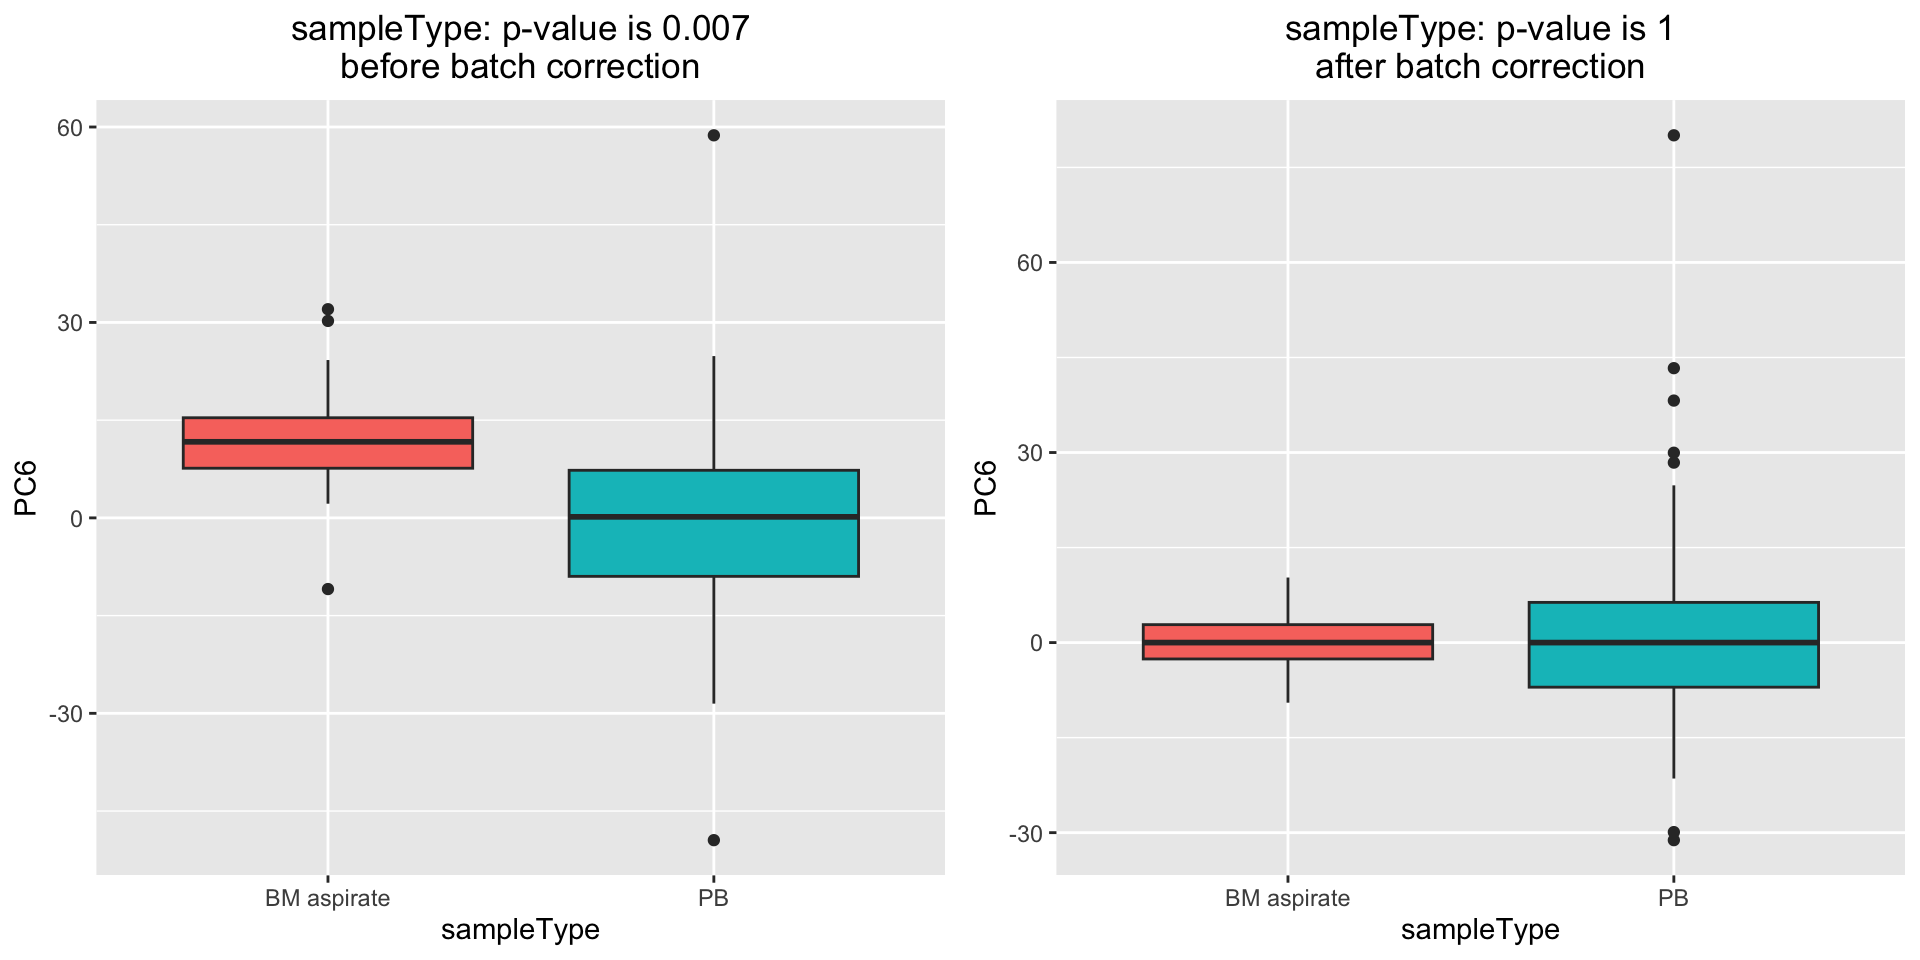 sampleType: p-value is 0.007
before batch correction
60
30
0
-30
PC6
BM aspirate
PB
sampleType
sampleType: p-value is 1
after batch correction
60
30
0
-30
PC6
BM aspirate
PB
sampleType